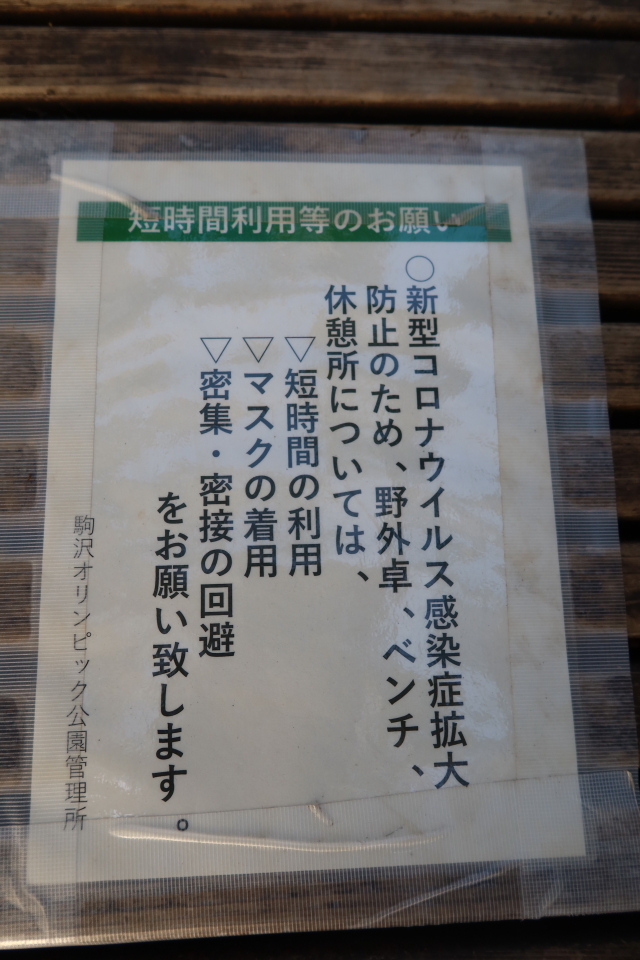 短時間利用等のお願い
○新型コロナウイルス感染症拡大
防止のため、野外卓、ベンチ、
休憩所については、
▽短時間の利用
▽マスクの着用
▽密集・密接の回避
をお願い致します。
駒沢オリンピック公園管理所